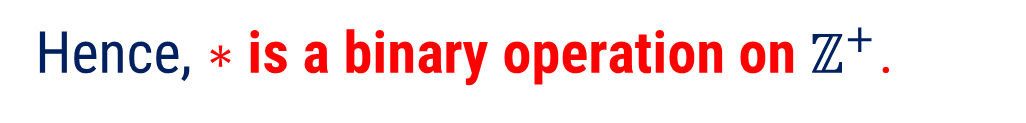 Hence, * is a binary operation on ℤ⁺.